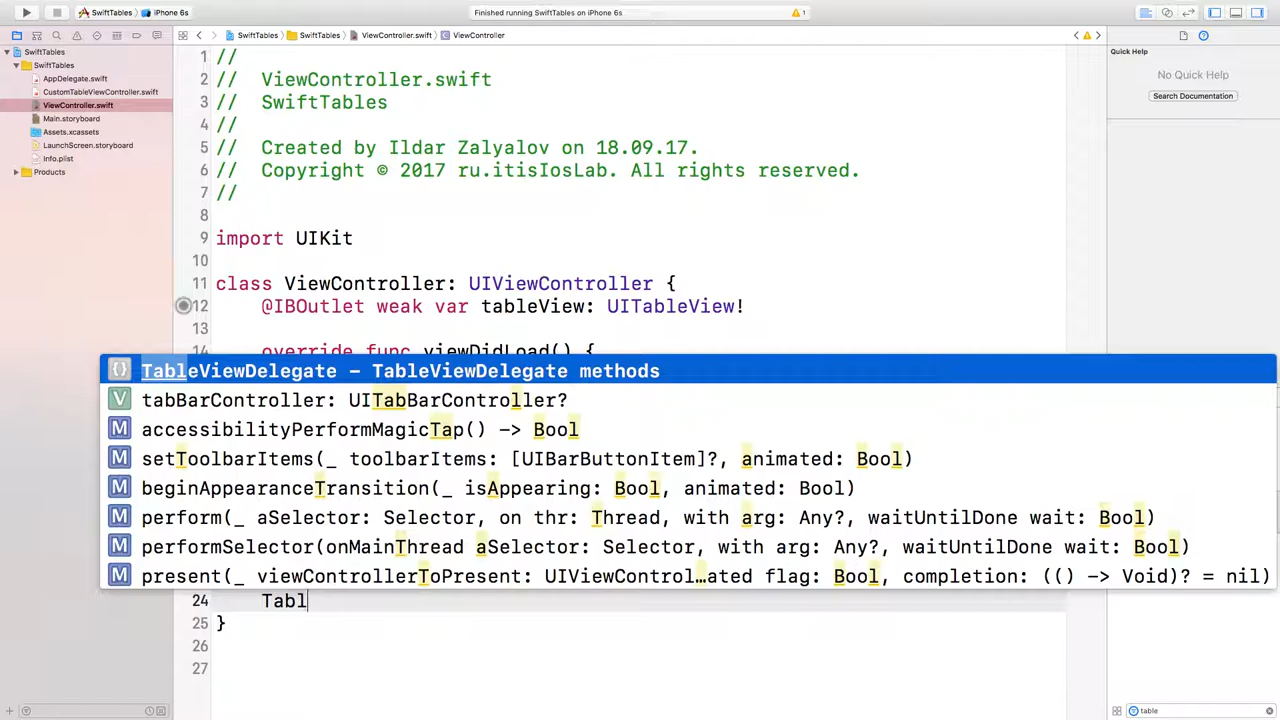 SwiftTables
iPhone 6s
Finished running SwiftTables on iPhone 6s
1
SwiftTables
SwiftTables
ViewController.swift
ViewController
SwiftTables
SwiftTables
AppDelegate.swift
CustomTableViewController.swift
ViewController.swift
Main.storyboard
Assets.xcassets
LaunchScreen.storyboard
Info.plist
Products
1 //
2 //  ViewController.swift
3 //  SwiftTables
4 //
5 //  Created by Ildar Zalyalov on 18.09.17.
6 //  Copyright © 2017 ru.itisIosLab. All rights reserved.
7 //
8
9 import UIKit
10
11 class ViewController: UIViewController {
12     @IBOutlet weak var tableView: UITableView!
13
14     override func viewDidLoad() {
{} TableViewDelegate – TableViewDelegate methods
V tabBarController: UITabBarController?
M accessibilityPerformMagicTap() -> Bool
M setToolbarItems(_ toolbarItems: [UIBarButtonItem]?, animated: Bool)
M beginAppearanceTransition(_ isAppearing: Bool, animated: Bool)
M perform(_ aSelector: Selector, on thr: Thread, with arg: Any?, waitUntilDone wait: Bool)
M performSelector(onMainThread aSelector: Selector, with arg: Any?, waitUntilDone wait: Bool)
M present(_ viewControllerToPresent: UIViewControl…ated flag: Bool, completion: (() -> Void)? = nil)
24     Tabl
25 }
26
27
Quick Help
No Quick Help
Search Documentation
table